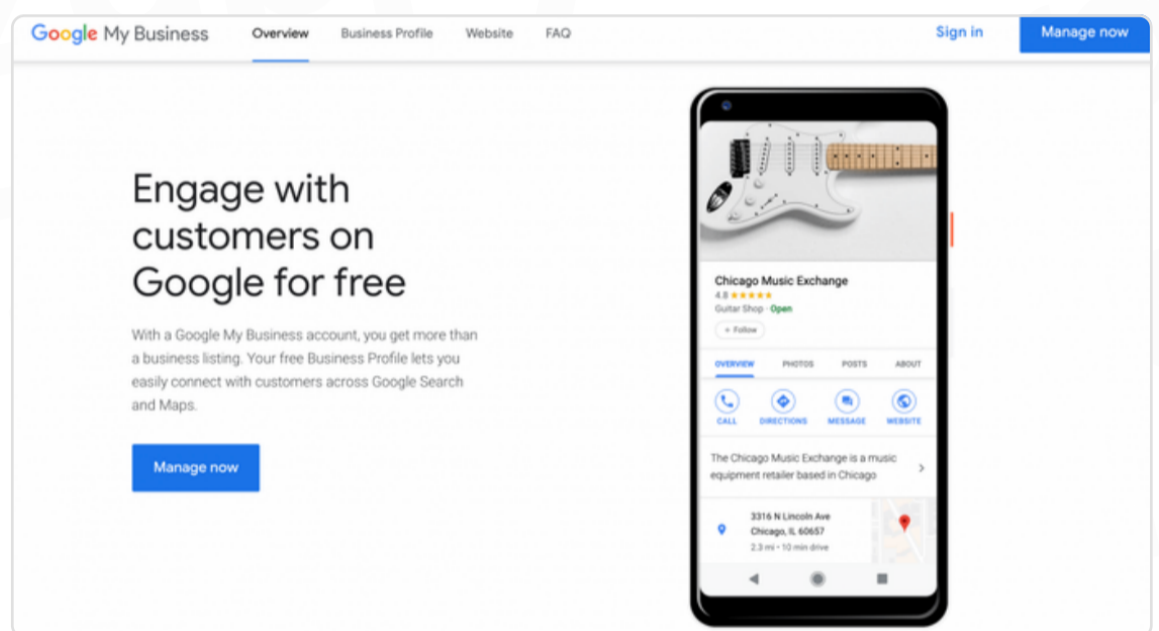 Google My Business Overview Business Profile Website FAQ Sign in Manage now
Engage with
customers on
Google for free
With a Google My Business account, you get more than
a business listing. Your free Business Profile lets you
easily connect with customers across Google Search
and Maps.
Manage now
Chicago Music Exchange
4.8
Guitar Shop · Open
+ Follow
OVERVIEW PHOTOS POSTS ABOUT
CALL DIRECTIONS MESSAGE WEBSITE
The Chicago Music Exchange is a music
equipment retailer based in Chicago
3316 N Lincoln Ave
Chicago, IL 60657
2.3 mi • 10 min drive